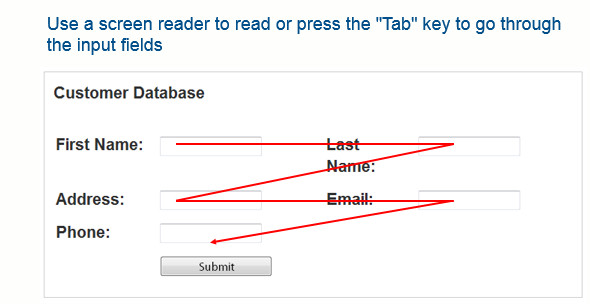 Use a screen reader to read or press the "Tab" key to go through
the input fields
Customer Database
First Name:
Last
Name:
Address:
Email:
Phone:
Submit